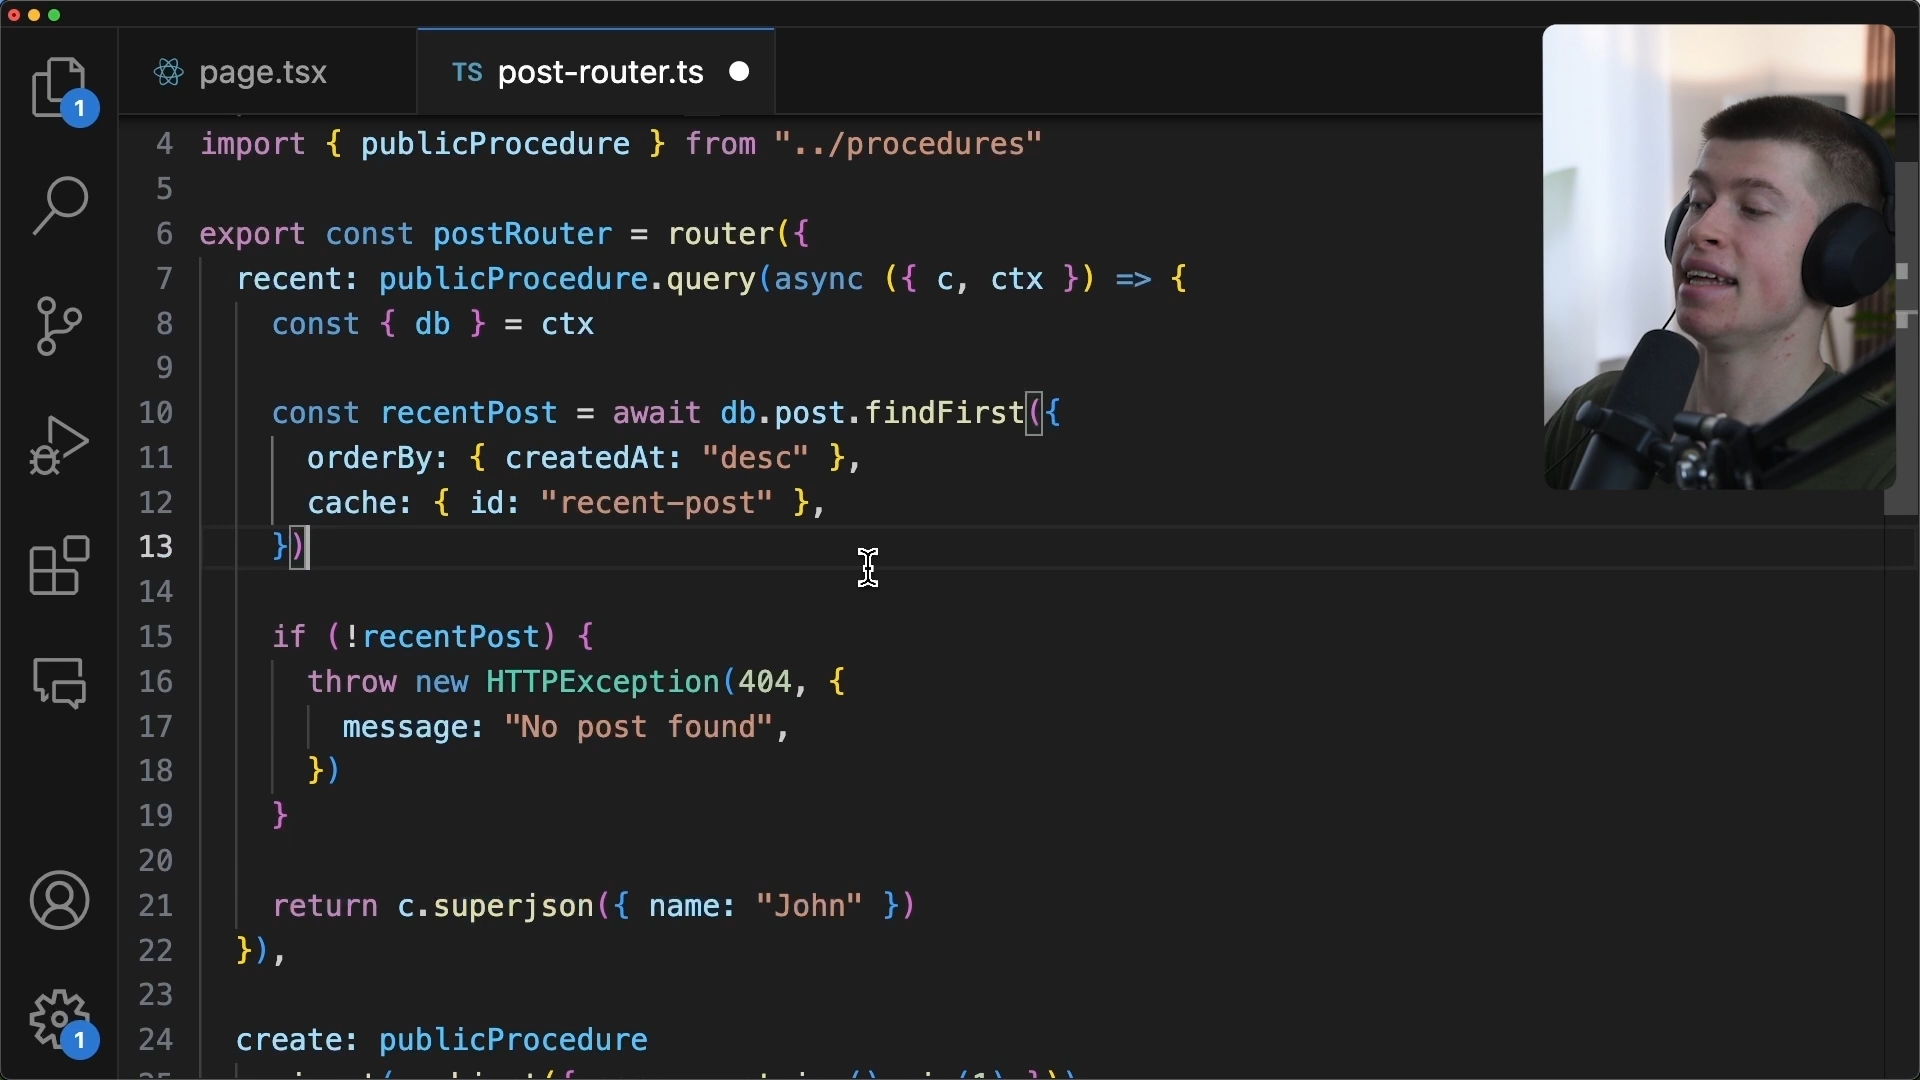 page.tsx
TS post-router.ts
1
4 import { publicProcedure } from "../procedures"
5
6 export const postRouter = router({
7 recent: publicProcedure.query(async ({ c, ctx }) => {
8 const { db } = ctx
9
10 const recentPost = await db.post.findFirst({
11 orderBy: { createdAt: "desc" },
12 cache: { id: "recent-post" },
13 })
14
15 if (!recentPost) {
16 throw new HTTPException(404, {
17 message: "No post found",
18 })
19 }
20
21 return c.superjson({ name: "John" })
22 }),
23
24 create: publicProcedure
1